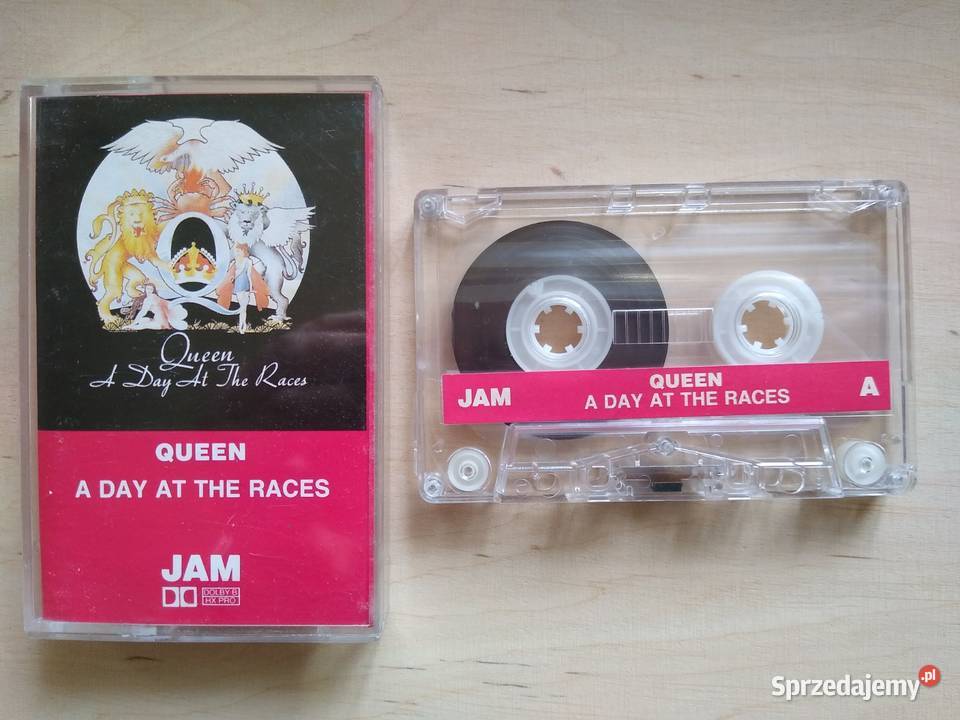 Queen
A Day At The Races
QUEEN
A DAY AT THE RACES
JAM
DOLBY B
HX PRO
JAM
QUEEN
A DAY AT THE RACES
A
Sprzedajemy.pl